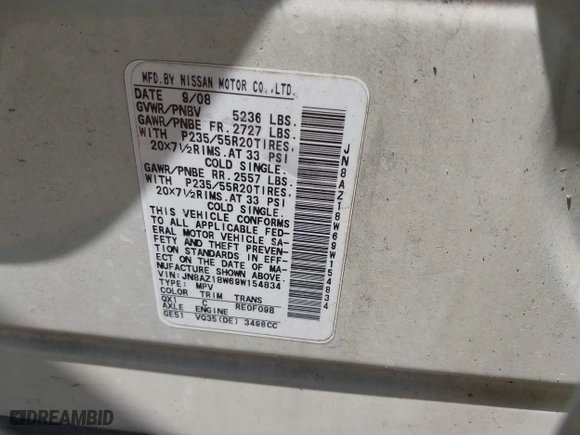 MFD.BY NISSAN MOTOR CO.,LTD.
DATE 9/08
GVWR/PNBV 5236 LBS.
GAWR/PNBE FR. 2727 LBS.
WITH P235/55R20TIRES,
20X7½RIMS.AT 33 PSI
COLD SINGLE.
GAWR/PNBE RR. 2557 LBS.
WITH P235/55R20TIRES,
20X7½RIMS.AT 33 PSI
COLD SINGLE.
THIS VEHICLE CONFORMS
TO ALL APPLICABLE FED-
ERAL MOTOR VEHICLE SA-
FETY AND THEFT PREVEN-
TION STANDARDS IN EFF-
ECT ON THE DATE OF MA-
NUFACTURE SHOWN ABOVE.
JN8AZ18W69W154834
TYPE: MPV
COLOR TRIM TRANS
QX1 C RE0F09B
AXLE ENGINE
GE51 VQ35(DE) 3498CC
JN8AZ18W69W154834
DREAMBID